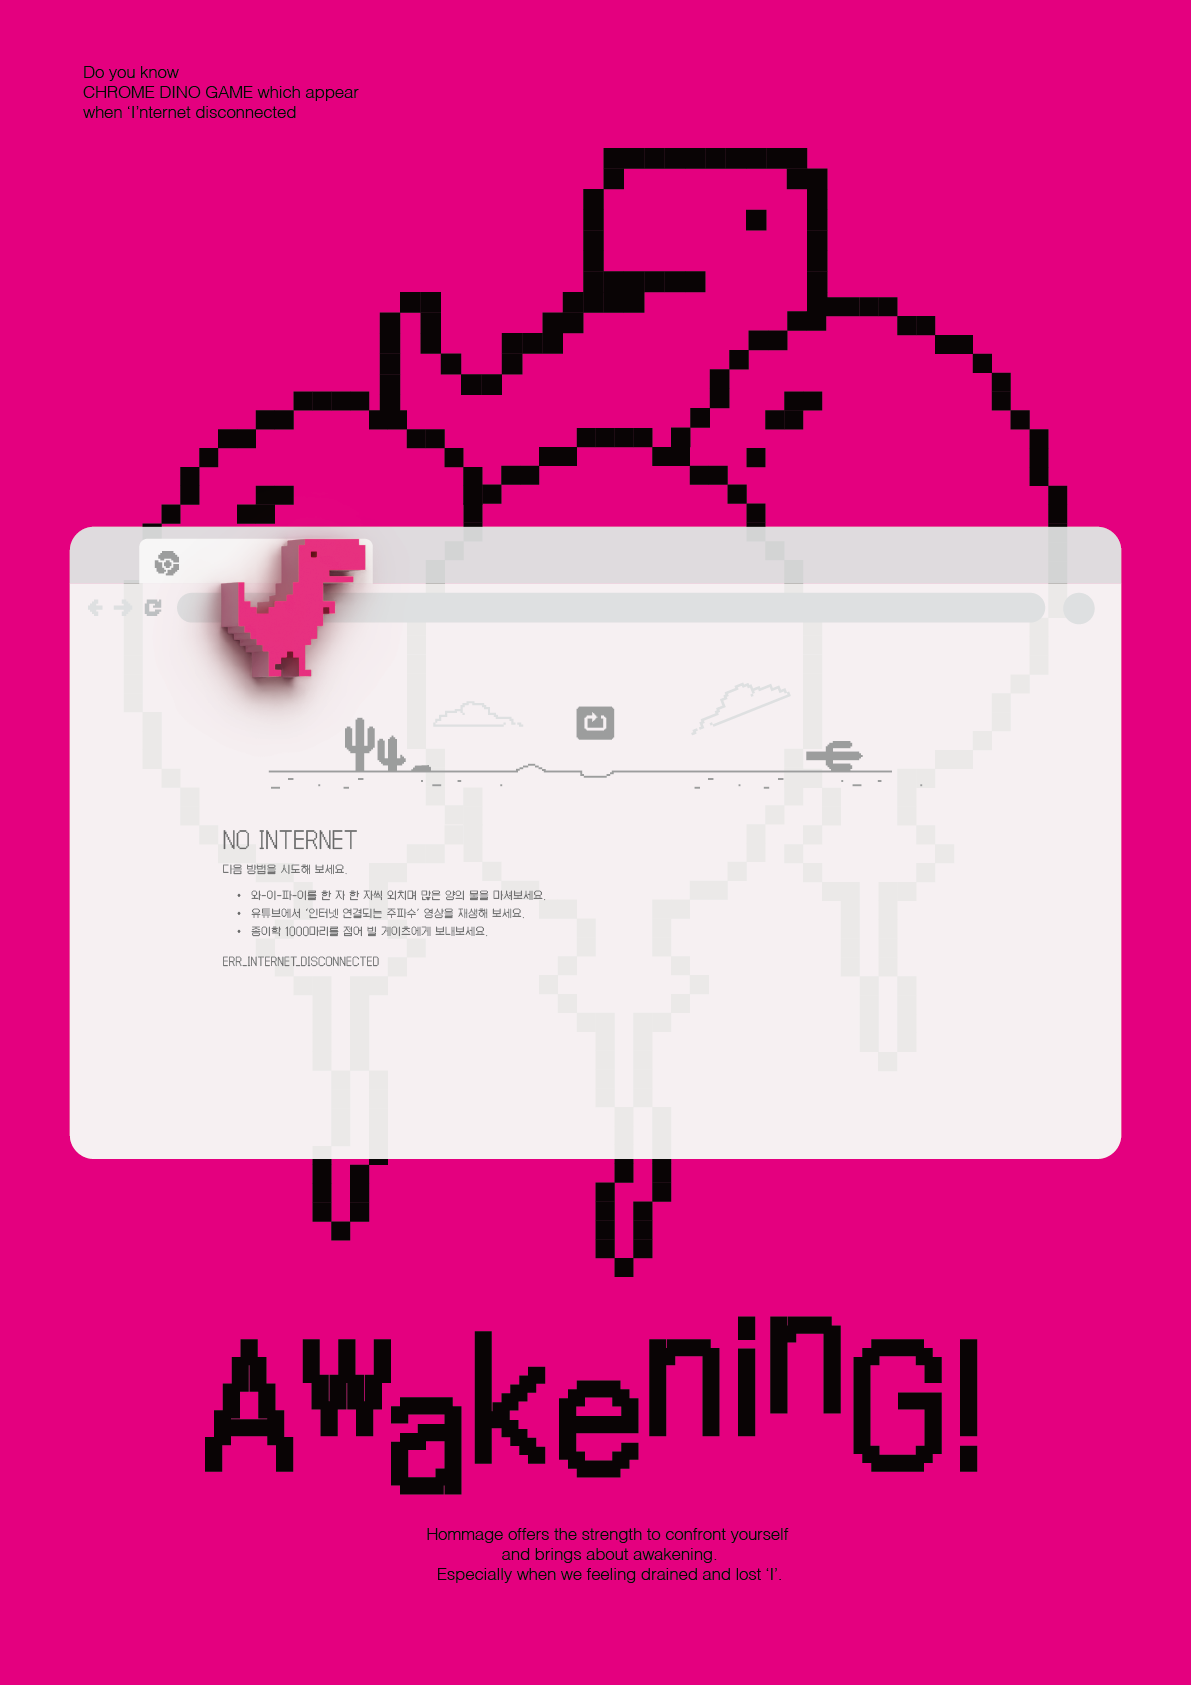 Do you know
CHROME DINO GAME which appear
when ‘I’nternet disconnected
NO INTERNET
다음 방법을 시도해 보세요.
• 와-이-파-이를 한 자 한 자씩 외치며 많은 양의 물을 마셔보세요.
• 유튜브에서 ‘인터넷 연결되는 주파수’ 영상을 재생해 보세요.
• 종이학 1000마리를 접어 빌 게이츠에게 보내보세요.
ERR_INTERNET_DISCONNECTED
AwakeninG!
Hommage offers the strength to confront yourself
and brings about awakening.
Especially when we feeling drained and lost ‘I’.